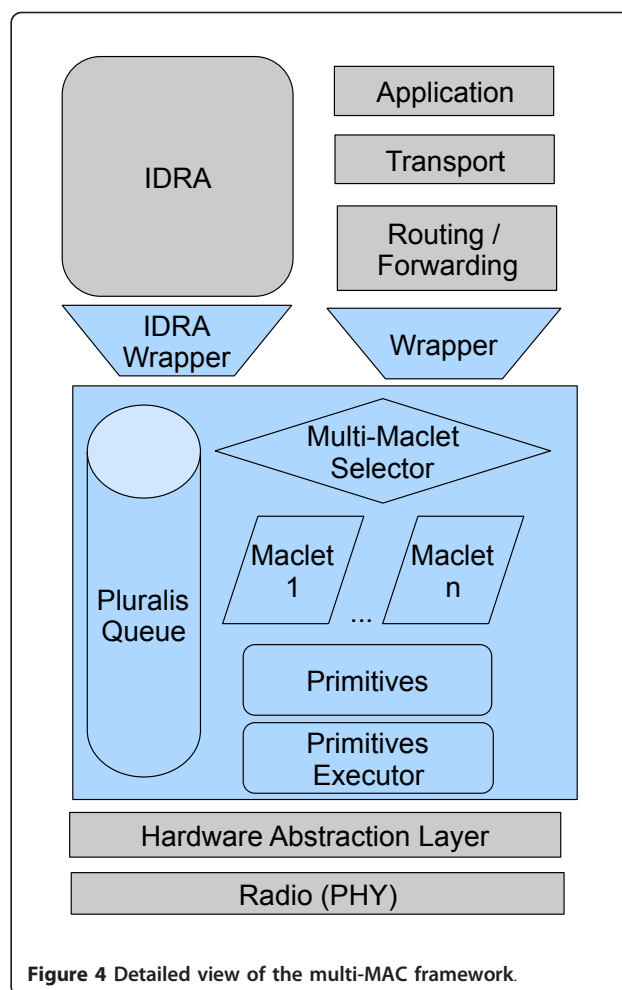 IDRA
Application
Transport
Routing /
Forwarding
IDRA
Wrapper
Wrapper
Multi-Maclet
Selector
Pluralis
Queue
Maclet
1
...
Maclet
n
Primitives
Primitives
Executor
Hardware Abstraction Layer
Radio (PHY)
Figure 4 Detailed view of the multi-MAC framework.